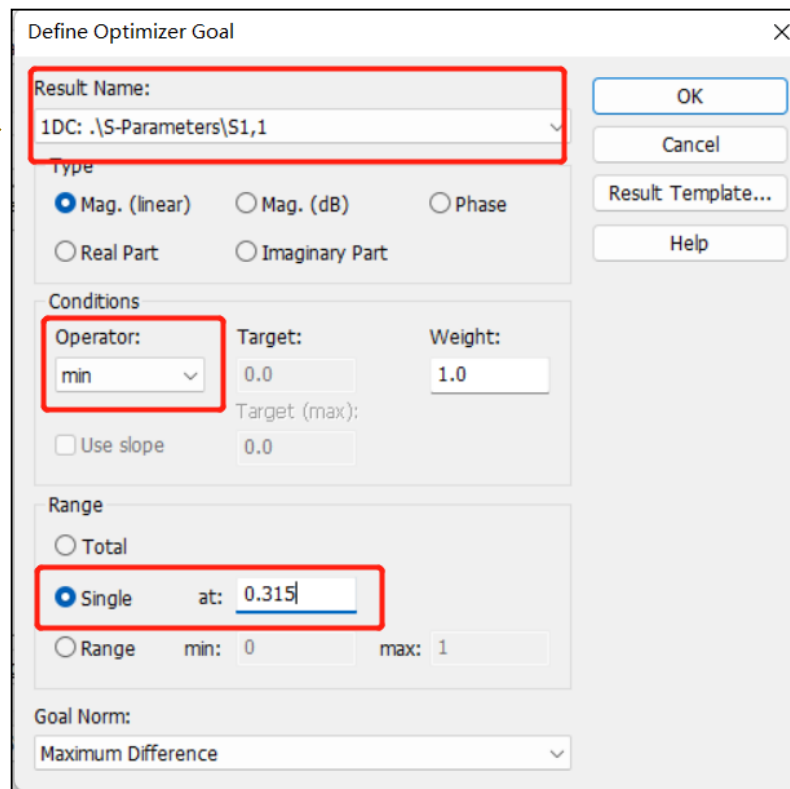 Define Optimizer Goal
Result Name:
OK
1DC: .\S-Parameters\S1,1
Cancel
Type
Mag. (linear) Mag. (dB) Phase
Result Template...
Real Part Imaginary Part
Help
Conditions
Operator: Target: Weight:
min 0.0 1.0
Target (max):
Use slope 0.0
Range
Total
Single at: 0.315
Range min: 0 max: 1
Goal Norm:
Maximum Difference